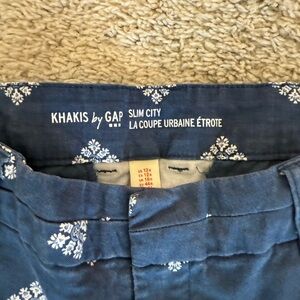 KHAKIS by GAP
SLIM CITY
LA COUPE URBAINE ÉTROTE